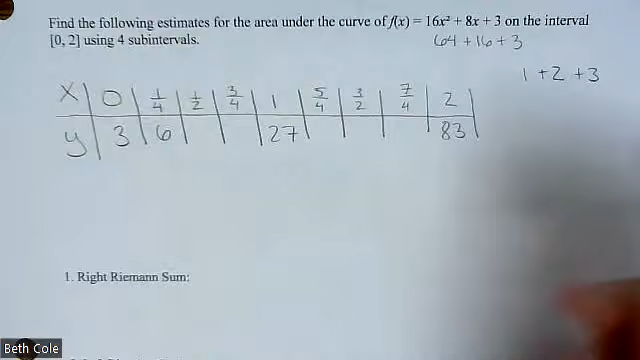 Find the following estimates for the area under the curve of f(x) = 16x² + 8x + 3 on the interval
[0, 2] using 4 subintervals.
64 + 16 + 3
1 + 2 + 3
x | 0 | 1/4 | 1/2 | 3/4 | 1 | 5/4 | 3/2 | 7/4 | 2
y | 3 | 6 | | | 27 | | | | 83
1. Right Riemann Sum:
Beth Cole